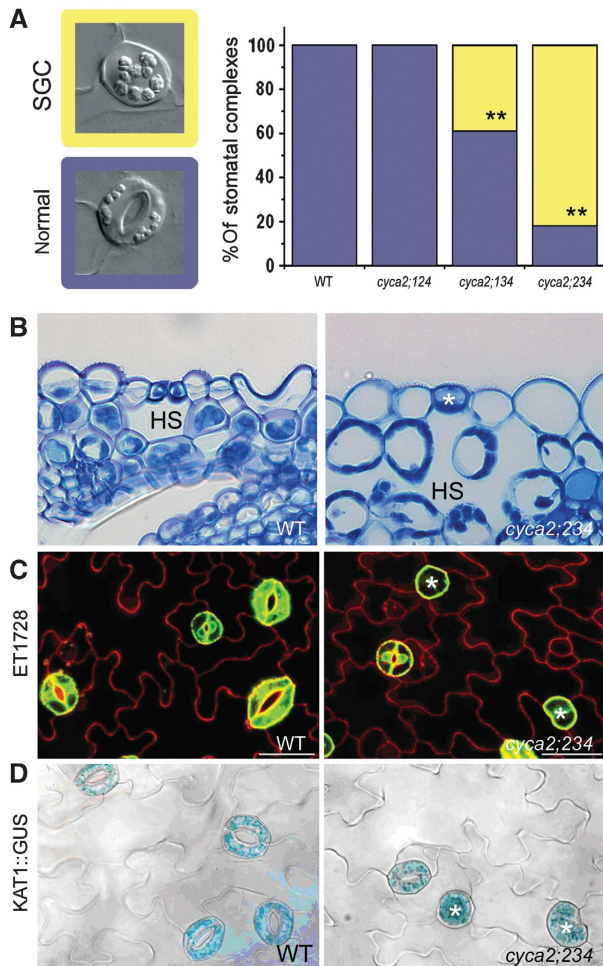 A
SGC
Normal
%Of stomatal complexes
100
80
60
40
20
0
**
**
WT
cyca2;124
cyca2;134
cyca2;234
B
HS
WT
*
HS
cyca2;234
C
ET1728
WT
*
*
cyca2;234
D
KAT1::GUS
WT
*
*
cyca2;234